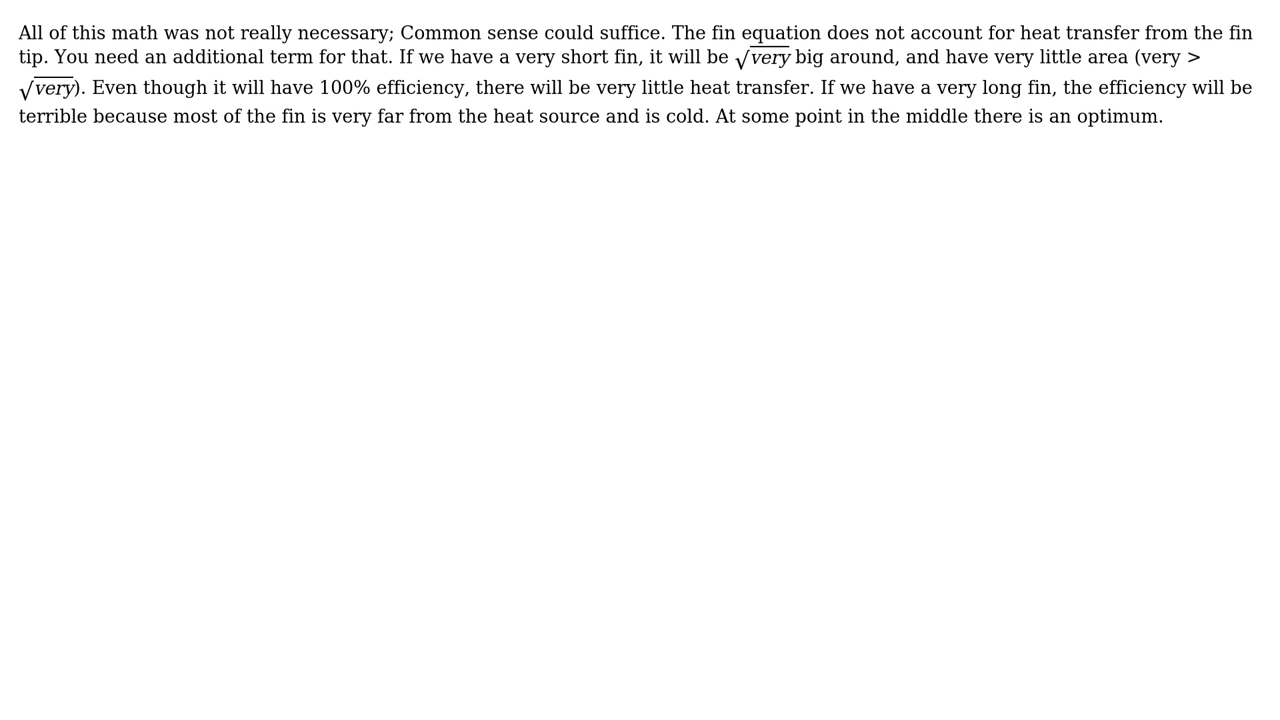 All of this math was not really necessary; Common sense could suffice. The fin equation does not account for heat transfer from the fin
tip. You need an additional term for that. If we have a very short fin, it will be √very big around, and have very little area (very >
√very). Even though it will have 100% efficiency, there will be very little heat transfer. If we have a very long fin, the efficiency will be
terrible because most of the fin is very far from the heat source and is cold. At some point in the middle there is an optimum.